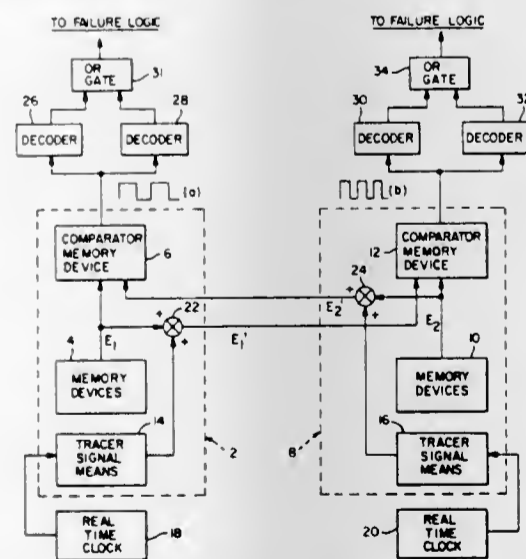 TO FAILURE LOGIC
OR GATE
31
26
28
DECODER
DECODER
(a)
COMPARATOR MEMORY DEVICE
6
22
+
+
E₁
E₁'
4
MEMORY DEVICES
14
TRACER SIGNAL MEANS
2
REAL TIME CLOCK
18
TO FAILURE LOGIC
OR GATE
34
30
32
DECODER
DECODER
(b)
COMPARATOR MEMORY DEVICE
12
24
+
+
E₂'
E₂
10
MEMORY DEVICES
16
TRACER SIGNAL MEANS
8
REAL TIME CLOCK
20